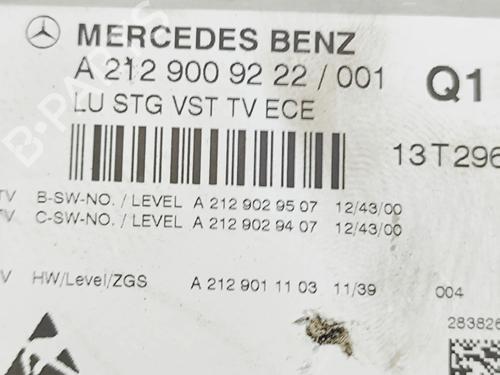 MERCEDES BENZ
A 212 900 92 22 / 001 Q1
LU STG VST TV ECE
13T296
TV B-SW-NO. / LEVEL A 212 902 95 07 12/43/00
TV C-SW-NO. / LEVEL A 212 902 94 07 12/43/00
V HW/Level/ZGS A 212 901 11 03 11/39 004
283826
B-PARTS